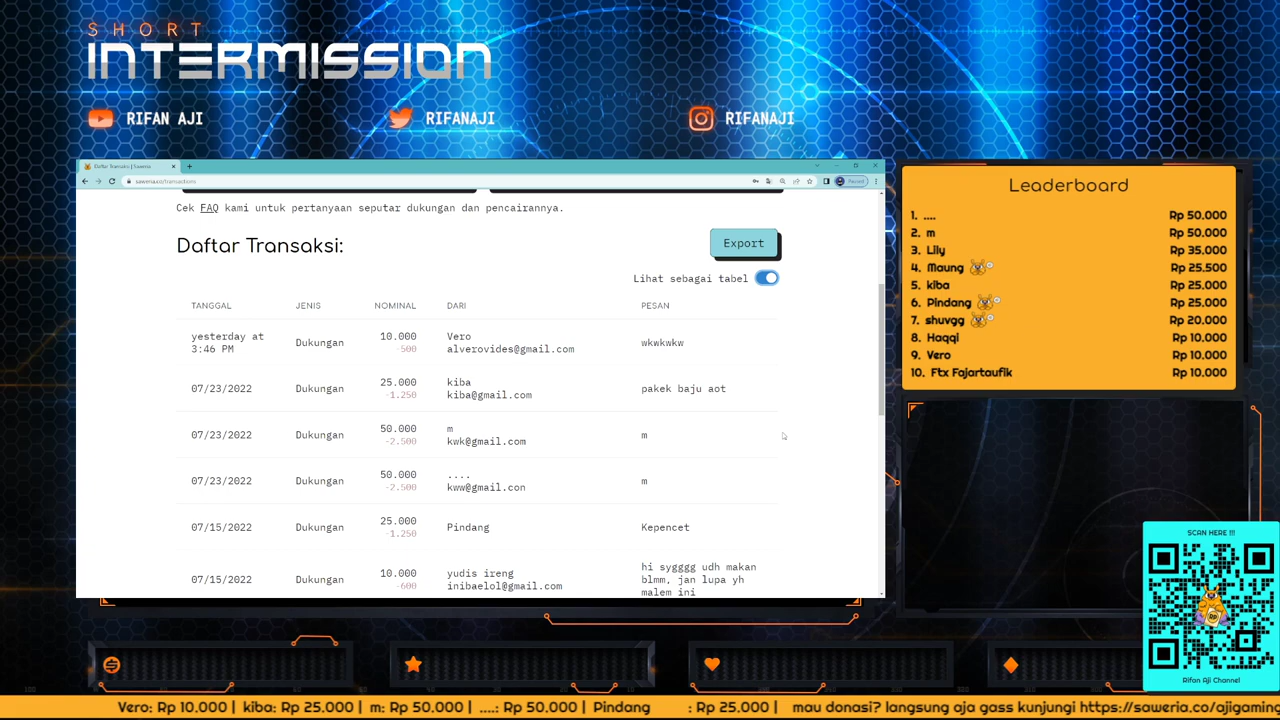 SHORT
INTERMISSION
RIFAN AJI
RIFANAJI
RIFANAJI
Daftar Transaksi | Saweria
saweria.co/transactions
Paused
Cek FAQ kami untuk pertanyaan seputar dukungan dan pencairannya.
Daftar Transaksi:
Export
Lihat sebagai tabel
TANGGAL JENIS NOMINAL DARI PESAN
yesterday at 3:46 PM Dukungan 10.000 -500 Vero alverovides@gmail.com wkwkwkw
07/23/2022 Dukungan 25.000 -1.250 kiba kiba@gmail.com pakek baju aot
07/23/2022 Dukungan 50.000 -2.500 m kwk@gmail.com m
07/23/2022 Dukungan 50.000 -2.500 .... kww@gmail.con m
07/15/2022 Dukungan 25.000 -1.250 Pindang Kepencet
07/15/2022 Dukungan 10.000 -600 yudis ireng inibaelol@gmail.com hi sygggg udh makan blmm, jan lupa yh malem ini
Leaderboard
1. .... Rp 50.000
2. m Rp 50.000
3. Lily Rp 35.000
4. Maung Rp 25.500
5. kiba Rp 25.000
6. Pindang Rp 25.000
7. shuvgg Rp 20.000
8. Haqqi Rp 10.000
9. Vero Rp 10.000
10. Ftx Fajartaufik Rp 10.000
SCAN HERE !!!
Rifan Aji Channel
Vero: Rp 10.000 | kiba: Rp 25.000 | m: Rp 50.000 | ....: Rp 50.000 | Pindang : Rp 25.000 | mau donasi? langsung aja gass kunjungi https://saweria.co/ajigaming